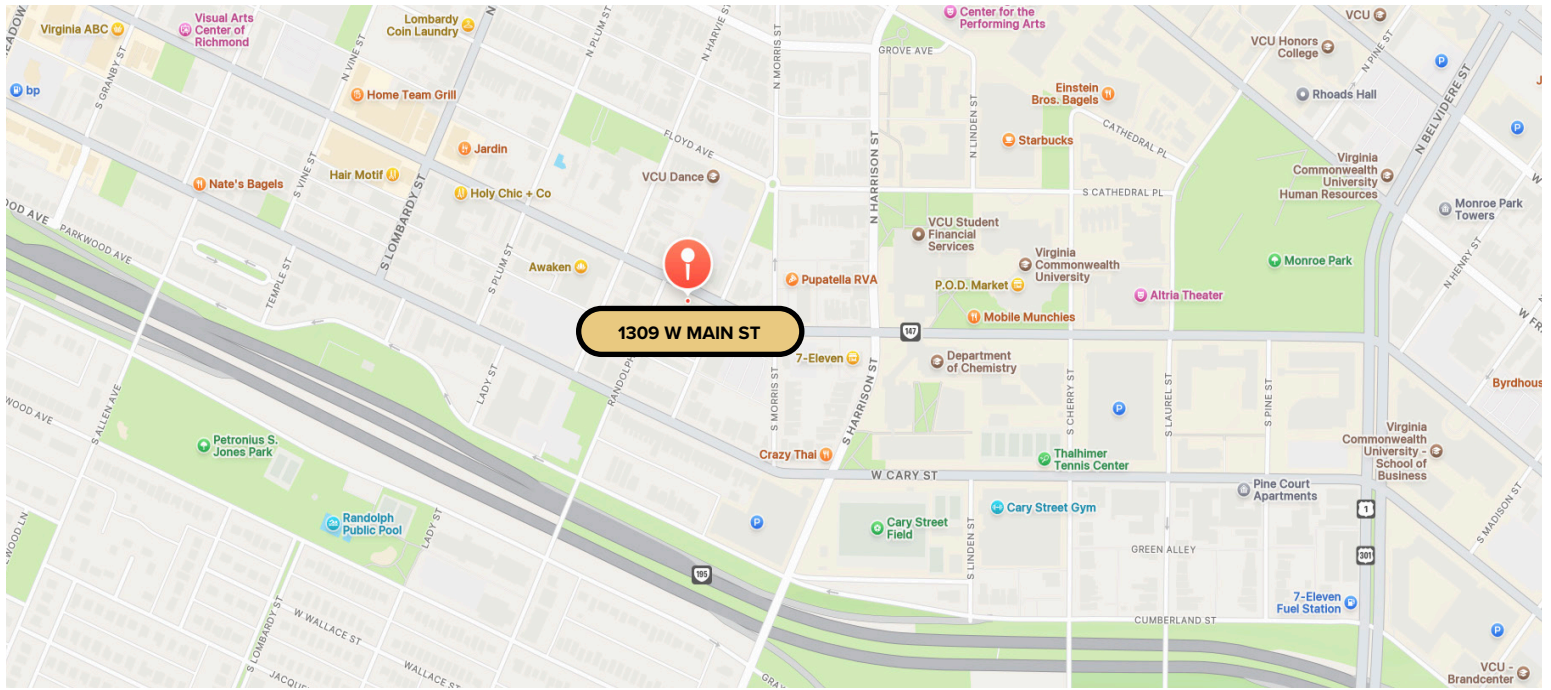 Visual Arts
Center of
Richmond
Virginia ABC
Lombardy
Coin Laundry
N PLUM ST
N HARVIE ST
N MORRIS ST
Center for the
Performing Arts
GROVE AVE
VCU
VCU Honors
College
N PINE ST
P
bp
S GRANBY ST
N VINE ST
Home Team Grill
Einstein
Bros. Bagels
Rhoads Hall
N BELVIDERE ST
P
Jardin
FLOYD AVE
N HARRISON ST
N LINDEN ST
Starbucks
CATHEDRAL PL
Nate's Bagels
S VINE ST
Hair Motif
S LOMBARDY ST
Holy Chic + Co
VCU Dance
S CATHEDRAL PL
Virginia
Commonwealth
University
Human Resources
Monroe Park
Towers
PARKWOOD AVE
S PLUM ST
VCU Student
Financial
Services
TEMPLE ST
Awaken
Pupatella RVA
Virginia
Commonwealth
University
Monroe Park
N HENRY ST
P.O.D. Market
Altria Theater
Mobile Munchies
1309 W MAIN ST
147
7-Eleven
Department
of Chemistry
S ALLEN AVE
LADY ST
S MORRIS ST
S HARRISON ST
S CHERRY ST
P
S LAUREL ST
S PINE ST
Petronius S.
Jones Park
Crazy Thai
Thalhimer
Tennis Center
Virginia
Commonwealth
University -
School of
Business
W CARY ST
Pine Court
Apartments
Randolph
Public Pool
LADY ST
P
Cary Street
Field
Cary Street Gym
1
S MADISON ST
S LINDEN ST
GREEN ALLEY
301
195
7-Eleven
Fuel Station
S LOMBARDY ST
W WALLACE ST
CUMBERLAND ST
P
WALLACE ST
VCU -
Brandcenter